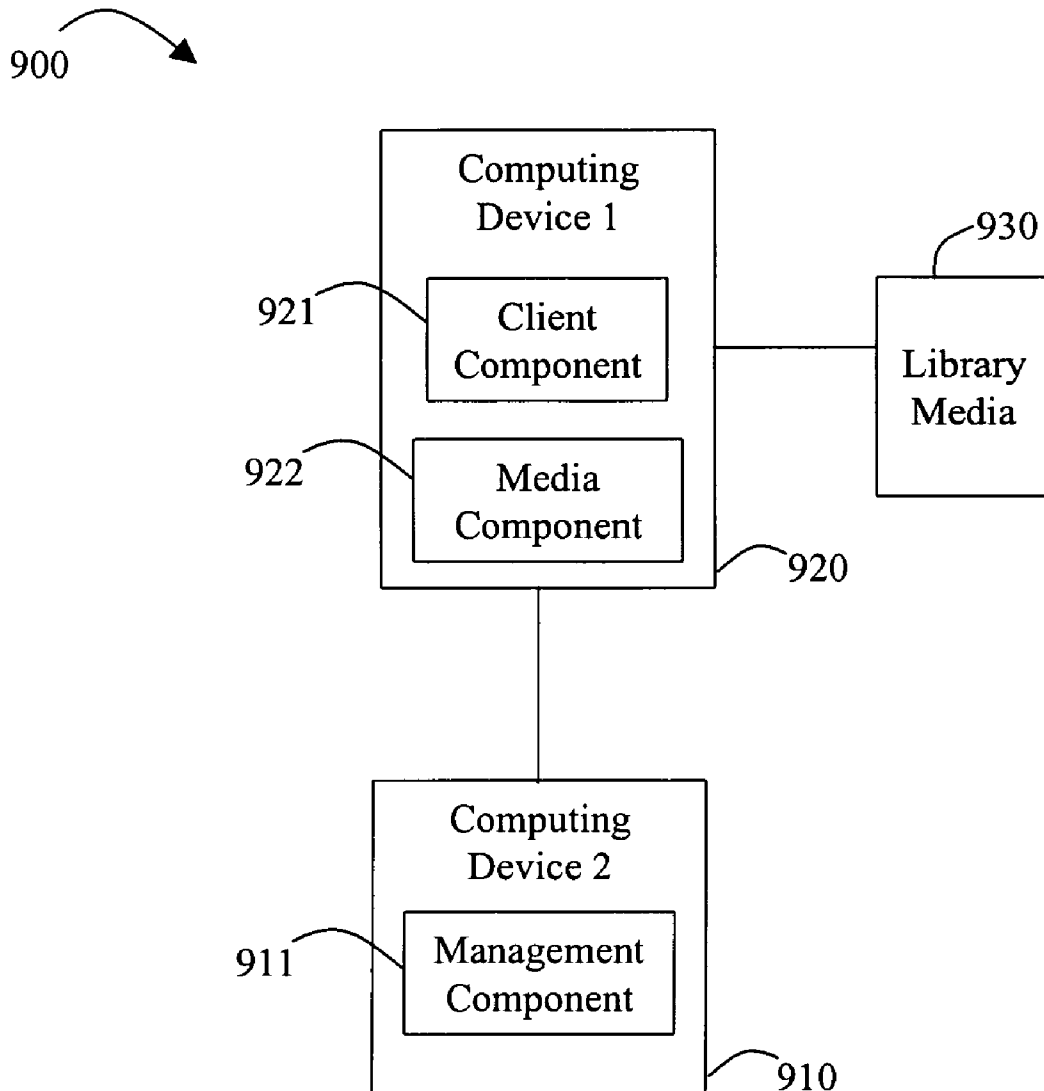 900
Computing
Device 1
930
921
Client
Component
Library
Media
922
Media
Component
920
Computing
Device 2
911
Management
Component
910